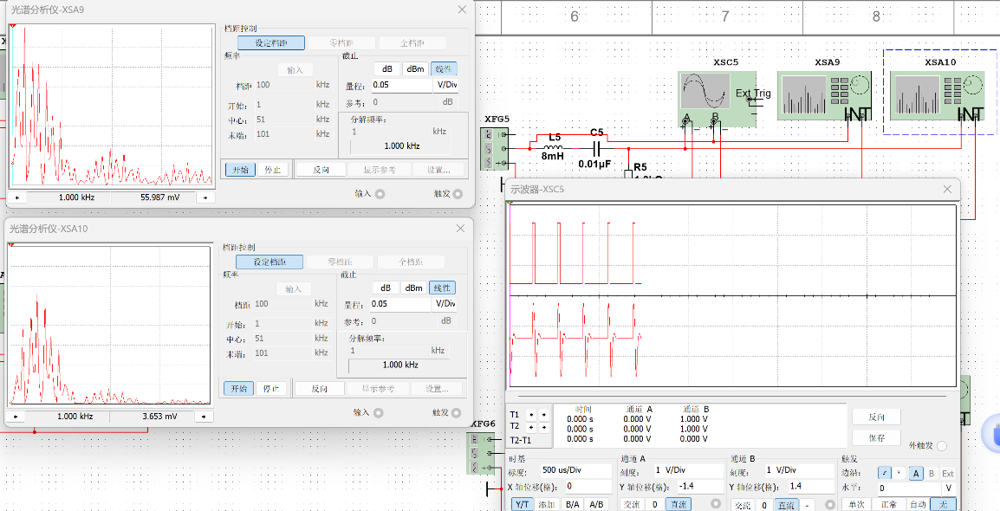 光谱分析仪-XSA9
档距控制
设定档距
零档距
全档距
频率
输入
档距
100
kHz
开始:
1
kHz
中心:
51
kHz
末端:
101
kHz
截止
dB
dBm
线性
量程:
0.05
V/Div
参考:
0
dB
分解频率:
1
kHz
1.000 kHz
开始
停止
反向
显示参考
设置...
1.000 kHz
55.987 mV
输入
触发
光谱分析仪-XSA10
档距控制
设定档距
零档距
全档距
频率
输入
档距
100
kHz
开始:
1
kHz
中心:
51
kHz
末端:
101
kHz
截止
dB
dBm
线性
量程:
0.05
V/Div
参考:
0
dB
分解频率:
1
kHz
1.000 kHz
开始
停止
反向
显示参考
设置...
1.000 kHz
3.653 mV
输入
触发
6
7
8
XSC5
XSA9
XSA10
Ext Trig
A
B
INT
INT
XFG5
L5
8mH
C5
0.01µF
R5
XFG6
示波器-XSC5
T1
T2
T2-T1
时间
通道 A
通道 B
0.000 s
0.000 V
1.000 V
0.000 s
0.000 V
1.000 V
0.000 s
0.000 V
0.000 V
反向
保存
外触发
时基
标度:
500 us/Div
X 轴位移(格):
0
Y/T
添加
B/A
A/B
通道 A
刻度:
1 V/Div
Y 轴位移(格):
-1.4
交流
0
直流
通道 B
刻度:
1 V/Div
Y 轴位移(格):
1.4
交流
0
直流
-
触发
边沿:
A
B
Ext
水平:
0
V
单次
正常
自动
无